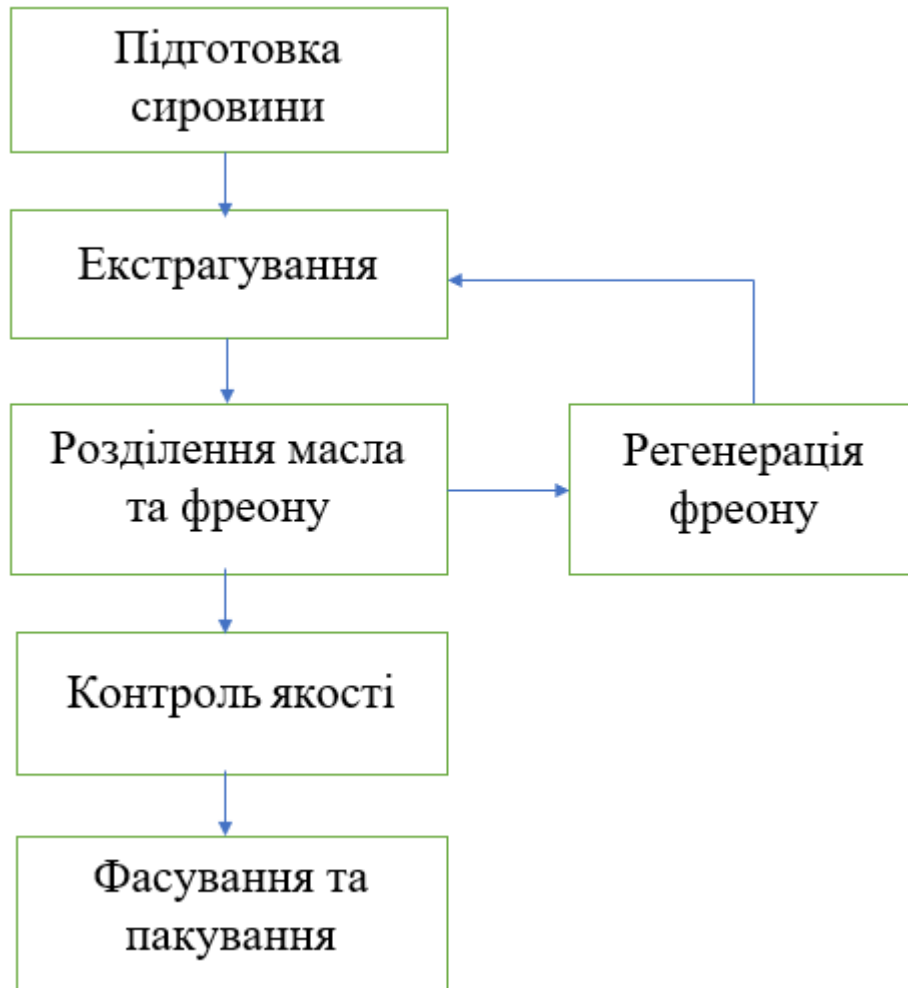 Підготовка
сировини
Екстрагування
Розділення масла
та фреону
Регенерація
фреону
Контроль якості
Фасування та
пакування